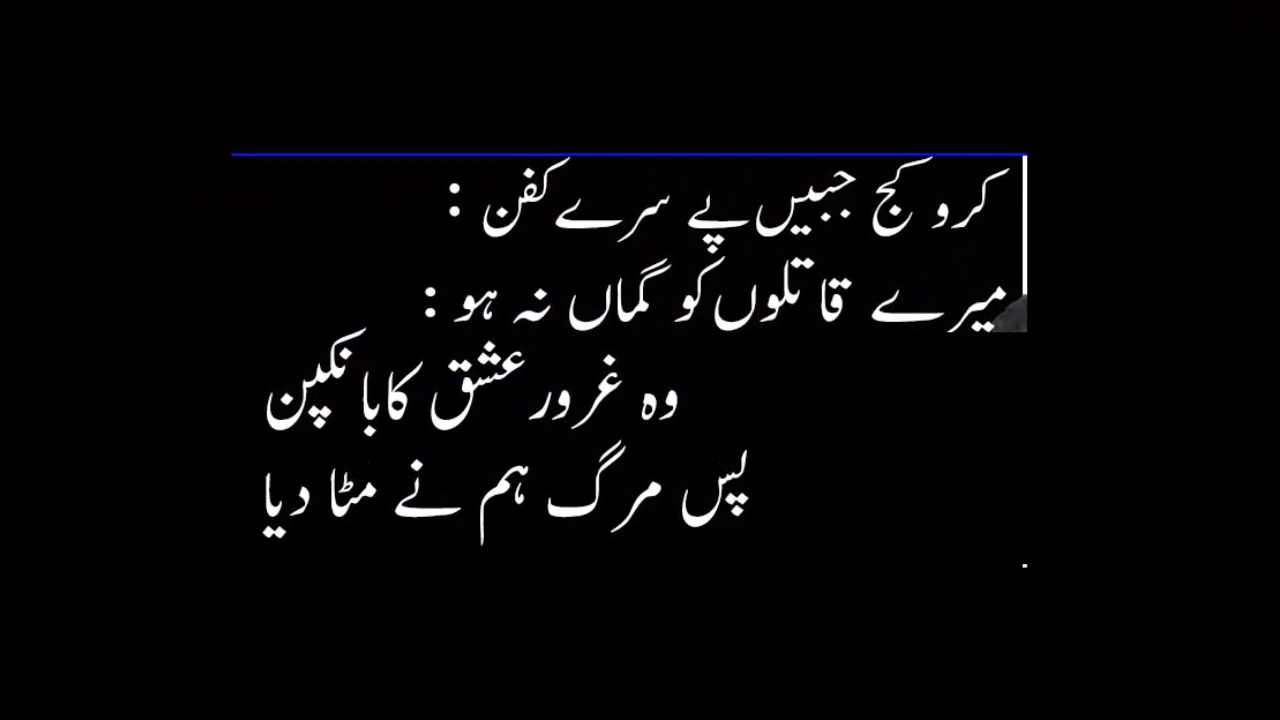 کرو کج جبیں پے سرے کفن :
میرے قاتلوں کو گماں نہ ہو :
وہ غرور عشق کا بانکپن
پس مرگ ہم نے مٹا دیا